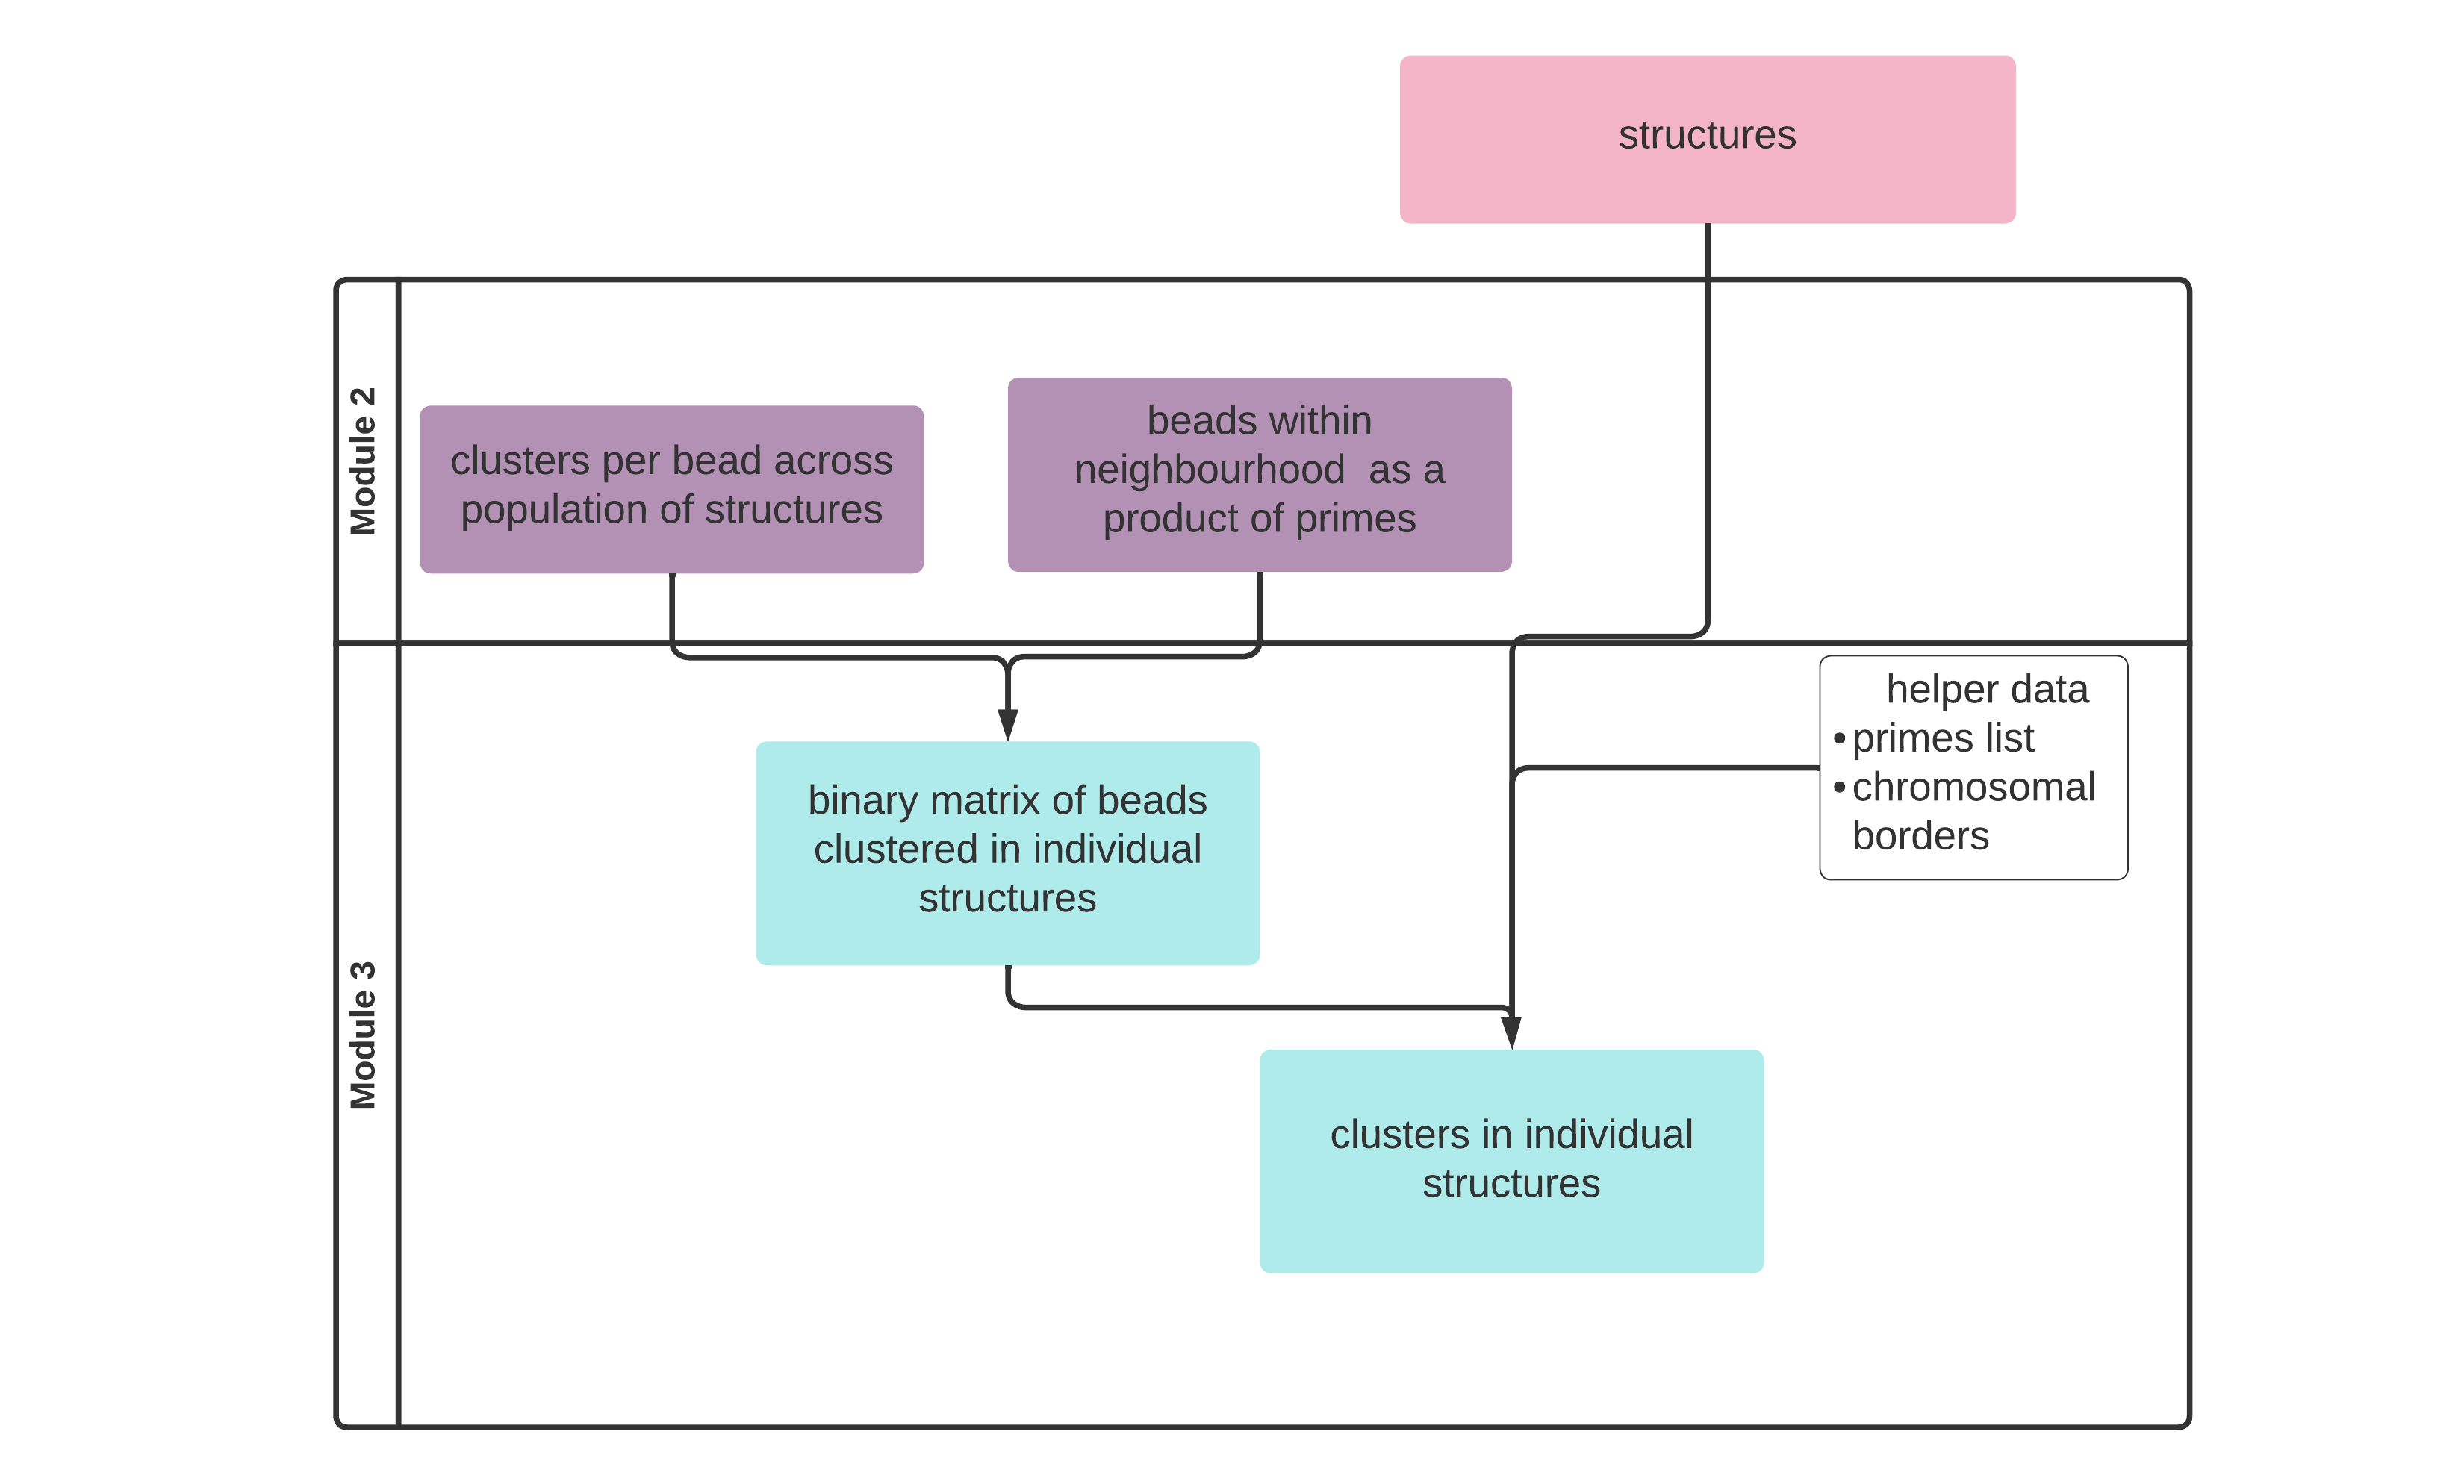 structures
Module 2
clusters per bead across
population of structures
beads within
neighbourhood  as a
product of primes
Module 3
helper data
• primes list
• chromosomal
borders
binary matrix of beads
clustered in individual
structures
clusters in individual
structures